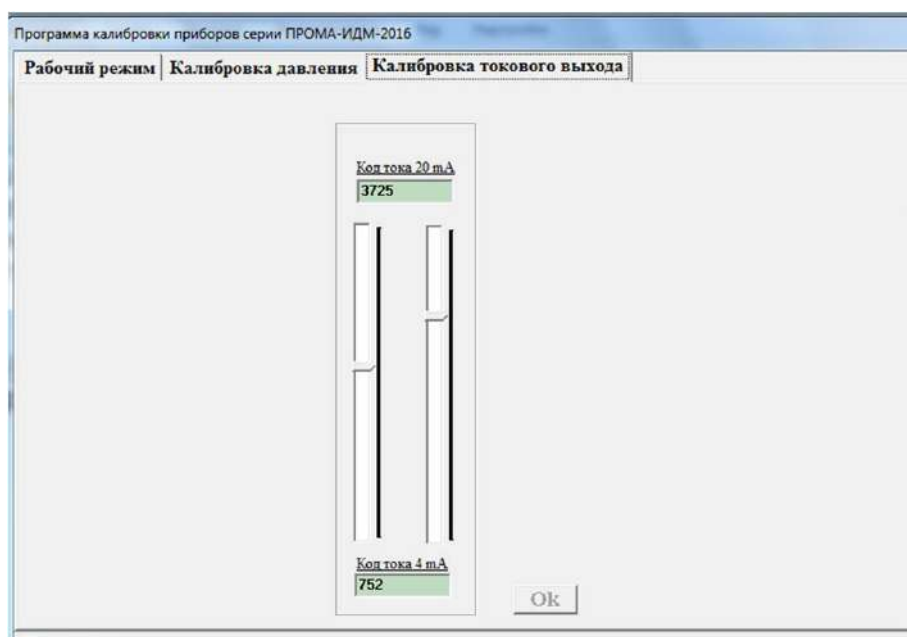 Программа калибровки приборов серии ПРОМА-ИДМ-2016
Рабочий режим Калибровка давления Калибровка токового выхода
Код тока 20 mA
3725
Код тока 4 mA
752
Ok